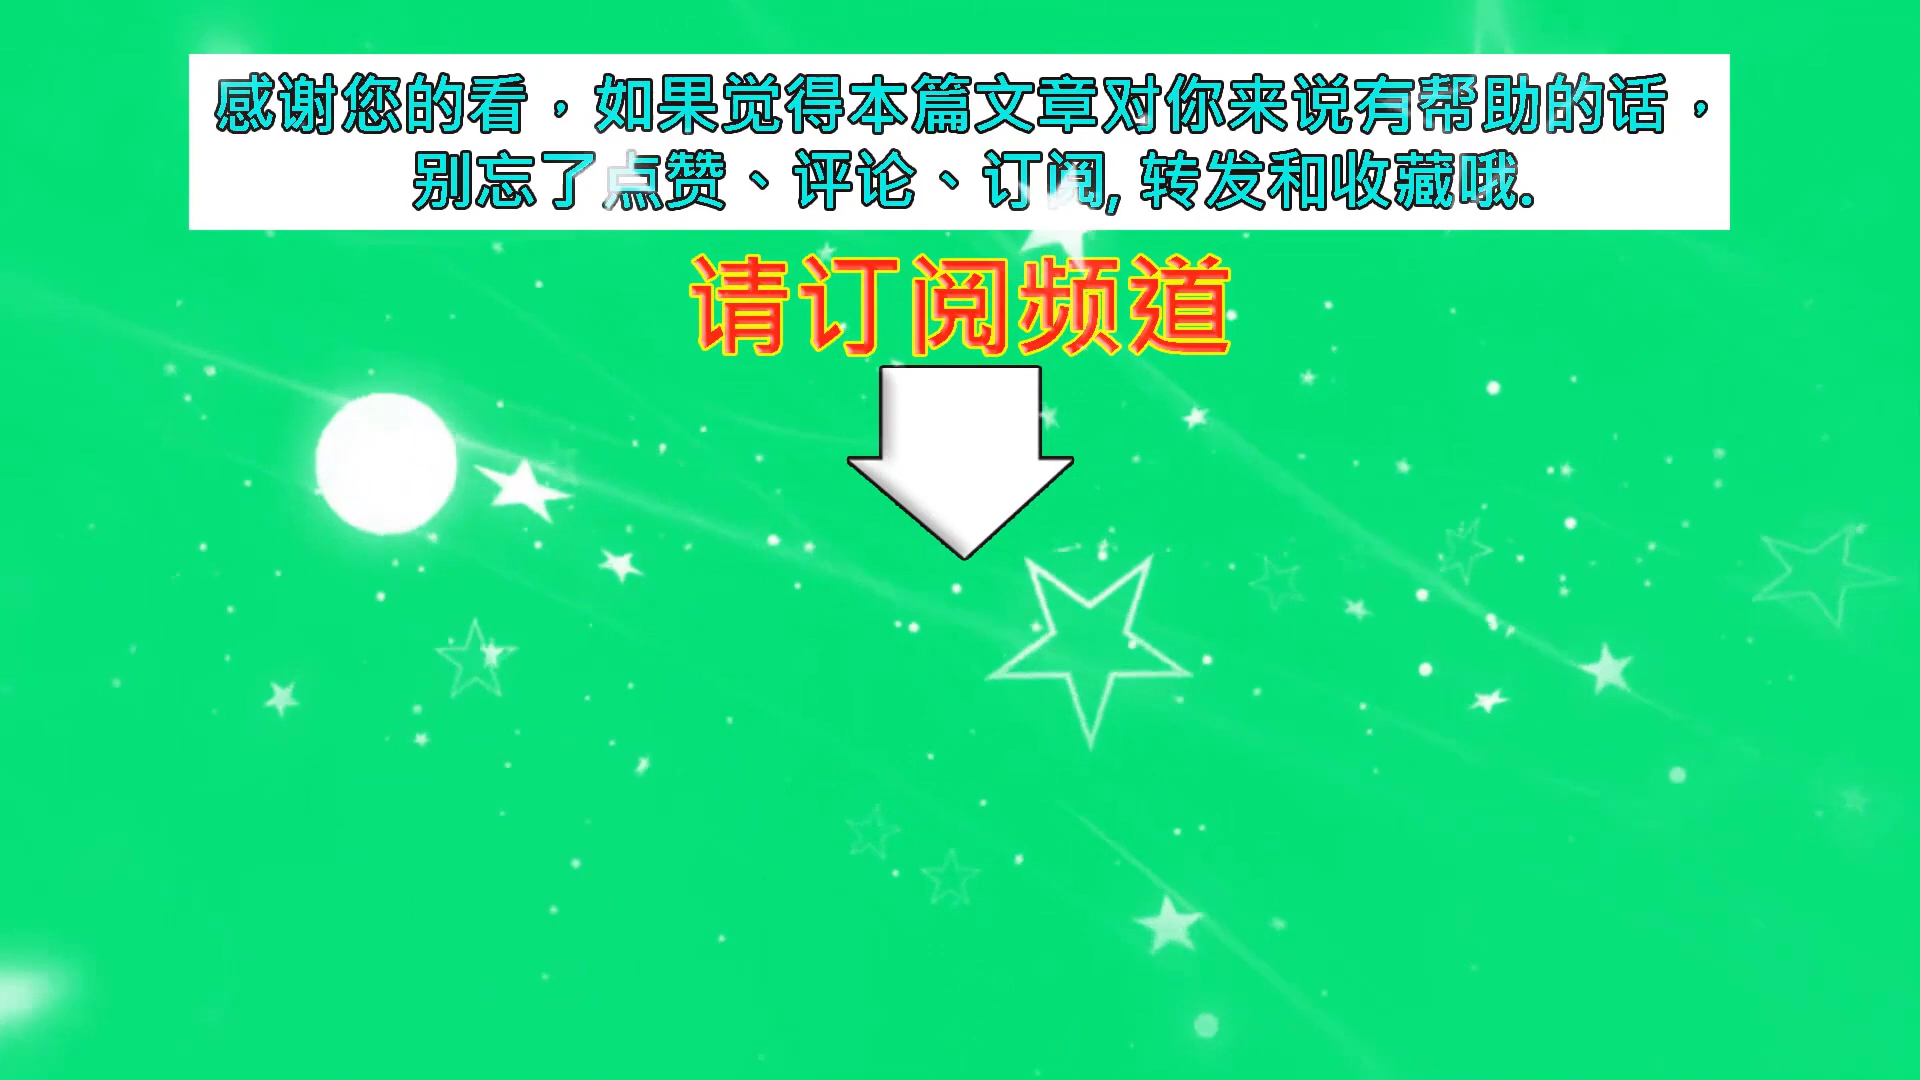 感谢您的看，如果觉得本篇文章对你来说有帮助的话，
别忘了点赞、评论、订阅, 转发和收藏哦.
请订阅频道